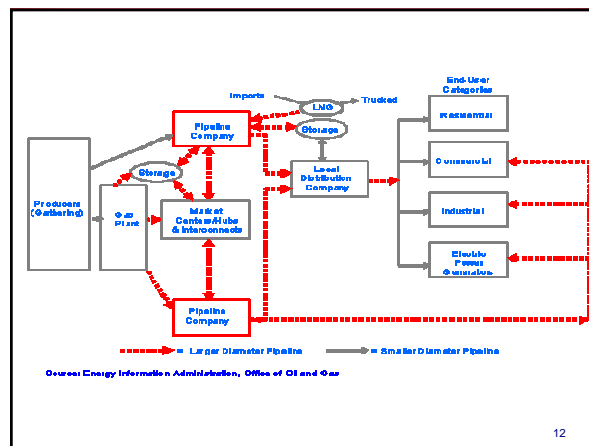 End-User
Categories
Imports
LNG
Trucked
Residential
Pipeline
Company
Storage
Commercial
Storage
Local
Distribution
Company
Producers
(Gathering)
Gas
Plant
Market
Centers/Hubs
& Interconnects
Industrial
Electric
Power
Generation
Pipeline
Company
= Larger Diameter Pipeline
= Smaller Diameter Pipeline
Source: Energy Information Administration, Office of Oil and Gas
12